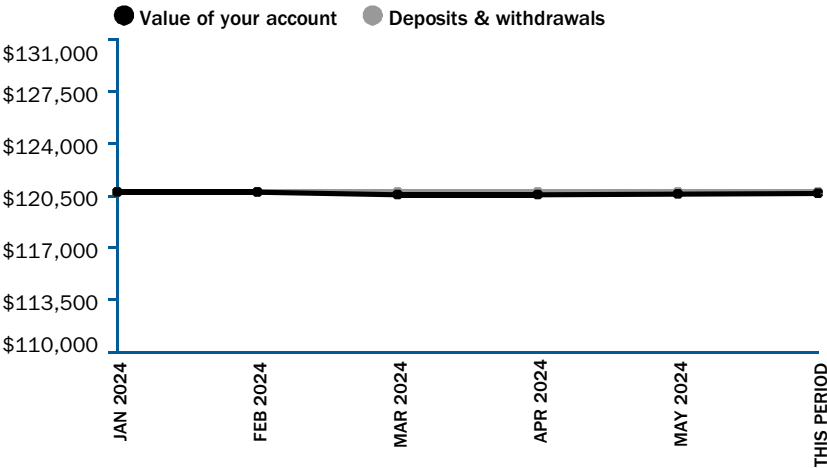 Value of your account Deposits & withdrawals
$131,000
$127,500
$124,000
$120,500
$117,000
$113,500
$110,000
JAN 2024
FEB 2024
MAR 2024
APR 2024
MAY 2024
THIS PERIOD